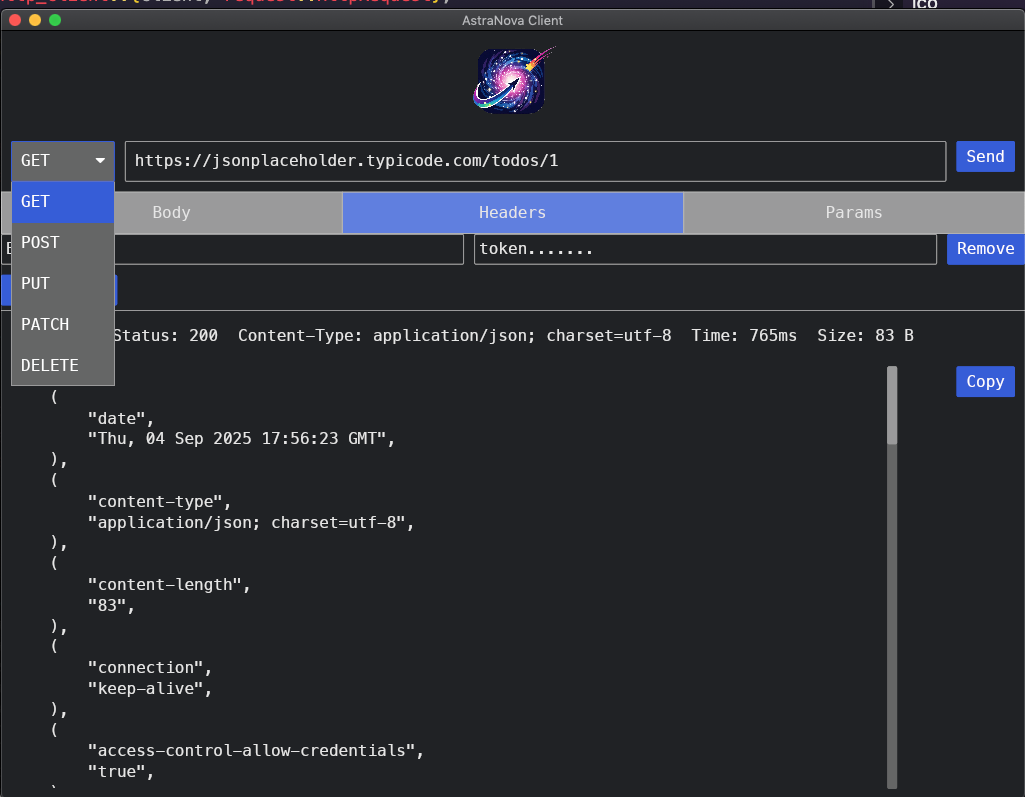 AstraNova Client
GET
https://jsonplaceholder.typicode.com/todos/1
Send
GET
POST
PUT
PATCH
DELETE
Body
Headers
Params
token.......
Remove
Status: 200 Content-Type: application/json; charset=utf-8 Time: 765ms Size: 83 B
Copy
(
"date",
"Thu, 04 Sep 2025 17:56:23 GMT",
),
(
"content-type",
"application/json; charset=utf-8",
),
(
"content-length",
"83",
),
(
"connection",
"keep-alive",
),
(
"access-control-allow-credentials",
"true",